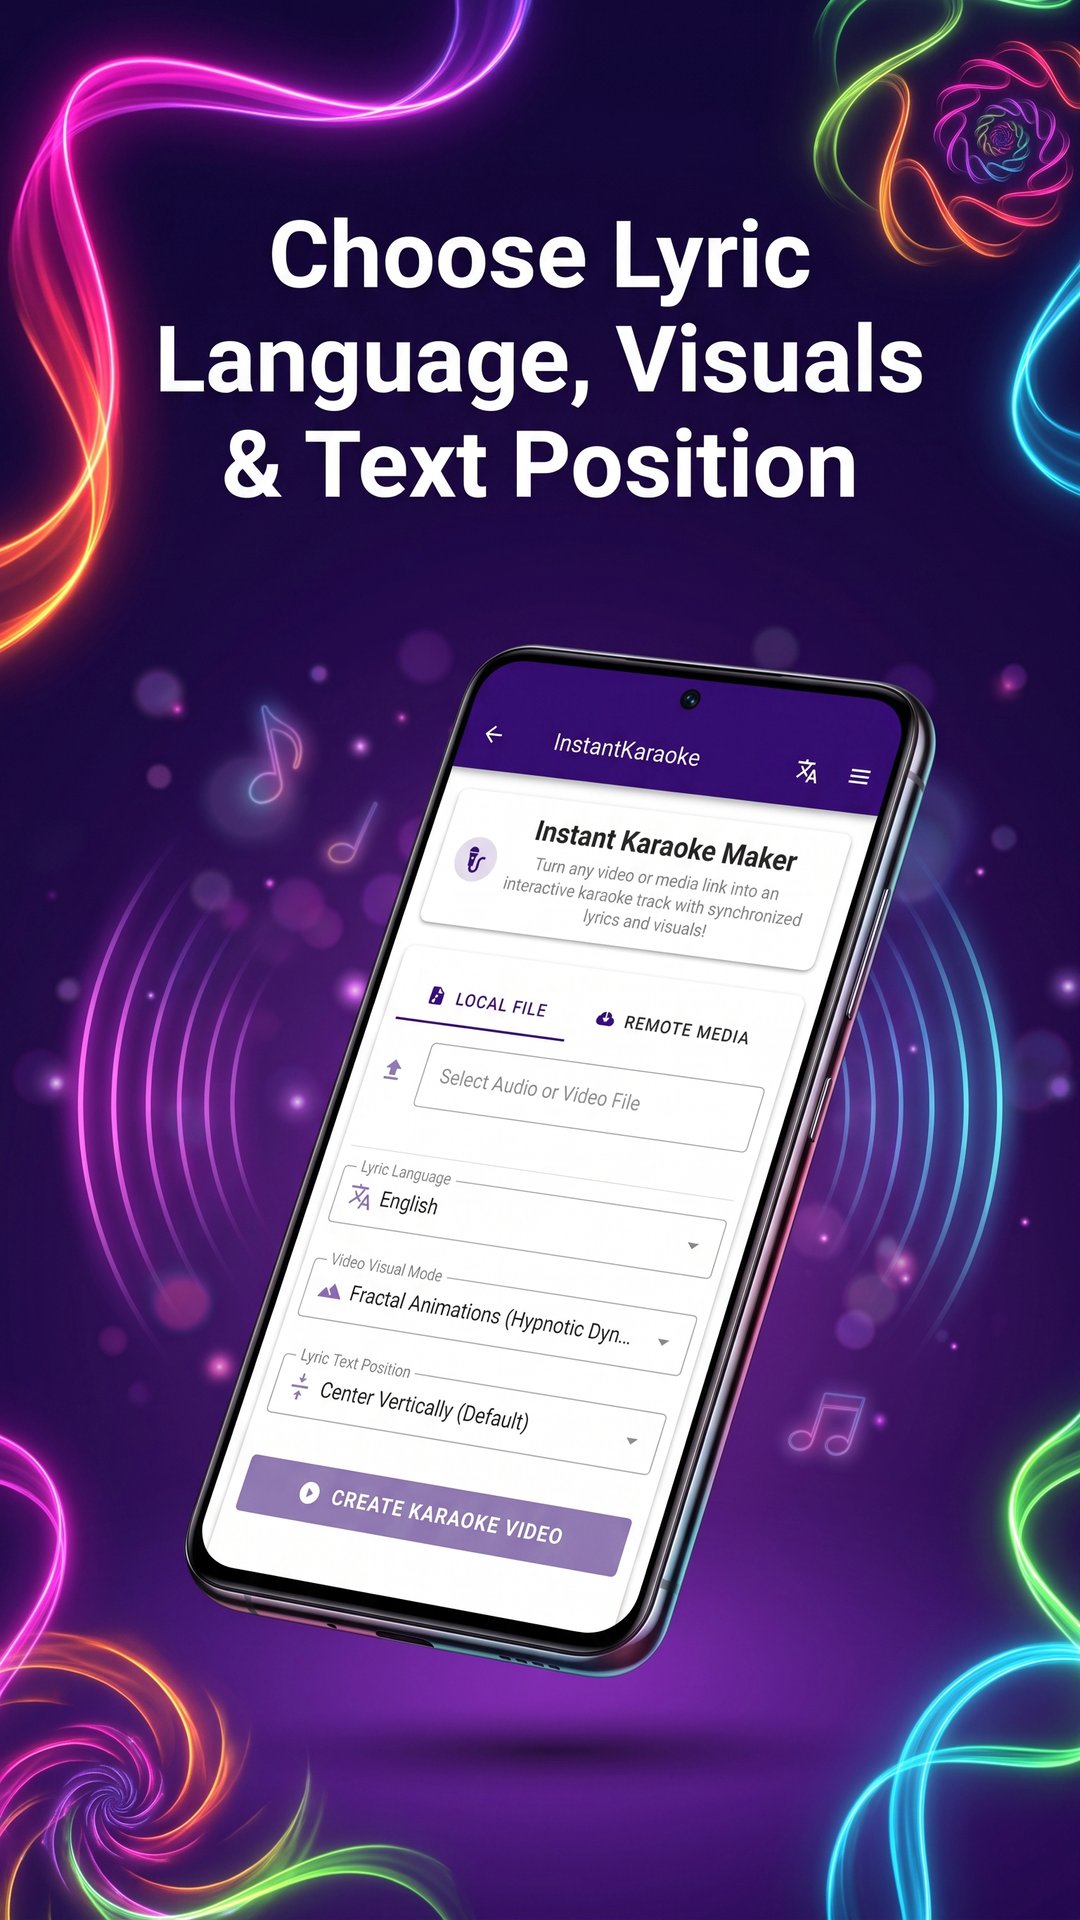 Choose Lyric
Language, Visuals
& Text Position
InstantKaraoke
Instant Karaoke Maker
Turn any video or media link into an
interactive karaoke track with synchronized
lyrics and visuals!
LOCAL FILE
REMOTE MEDIA
Select Audio or Video File
Lyric Language
English
Video Visual Mode
Fractal Animations (Hypnotic Dyn...
Lyric Text Position
Center Vertically (Default)
CREATE KARAOKE VIDEO